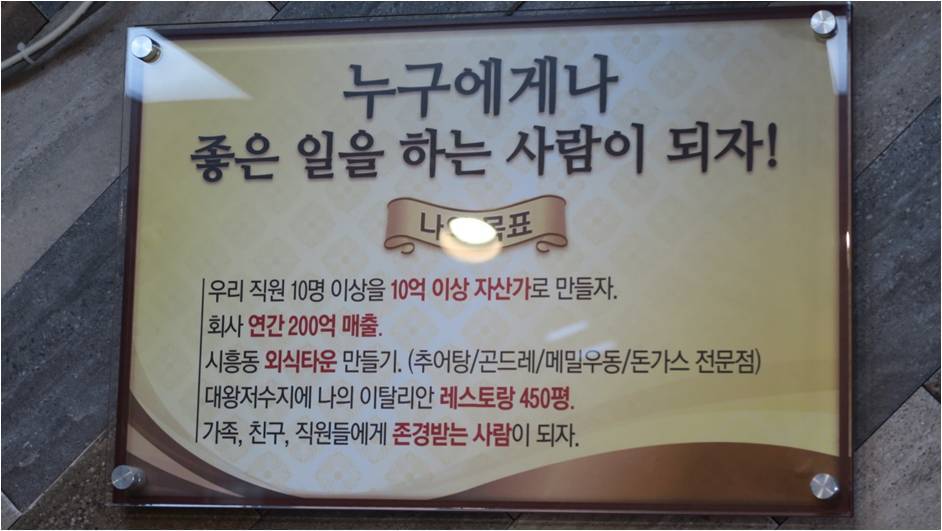 누구에게나
좋은 일을 하는 사람이 되자!
나의 목표
우리 직원 10명 이상을 10억 이상 자산가로 만들자.
회사 연간 200억 매출.
시흥동 외식타운 만들기. (추어탕/곤드레/메밀우동/돈가스 전문점)
대왕저수지에 나의 이탈리안 레스토랑 450평.
가족, 친구, 직원들에게 존경받는 사람이 되자.